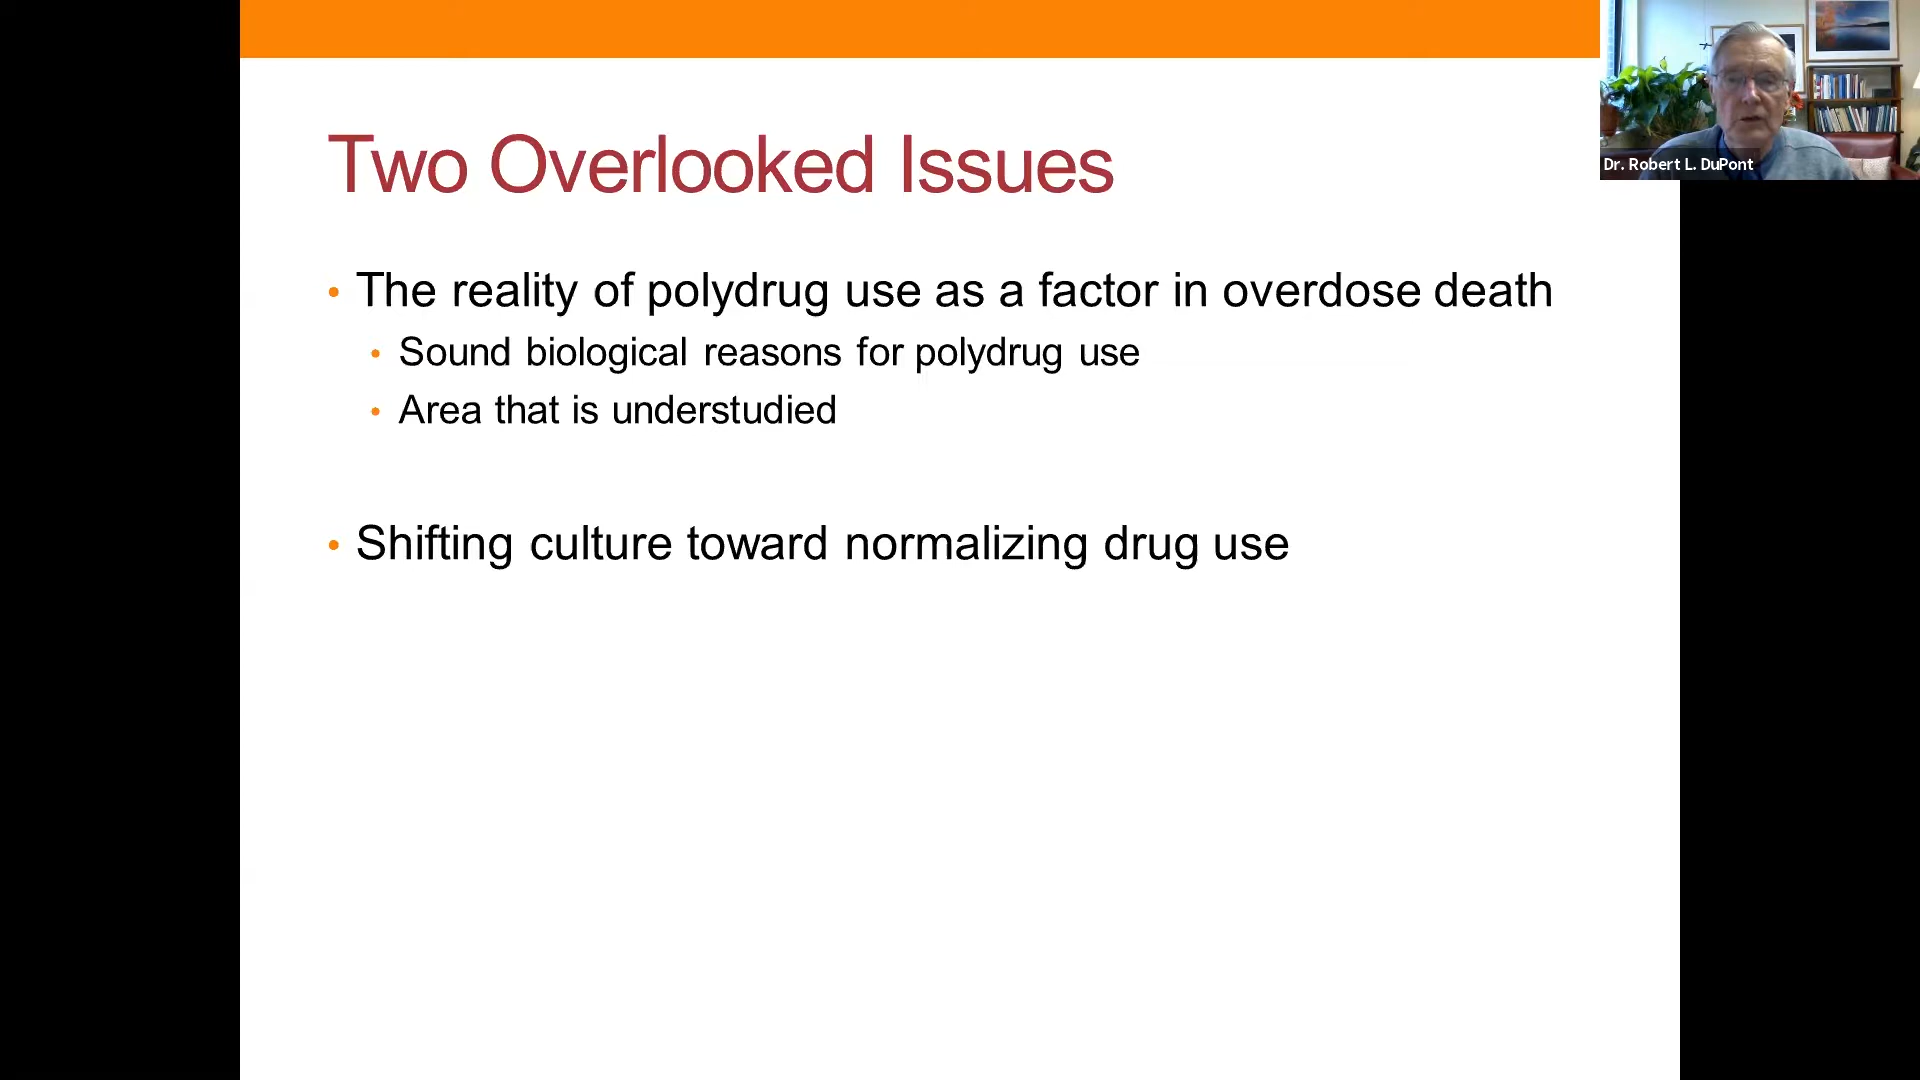 Two Overlooked Issues
• The reality of polydrug use as a factor in overdose death
• Sound biological reasons for polydrug use
• Area that is understudied
• Shifting culture toward normalizing drug use
Dr. Robert L. DuPont